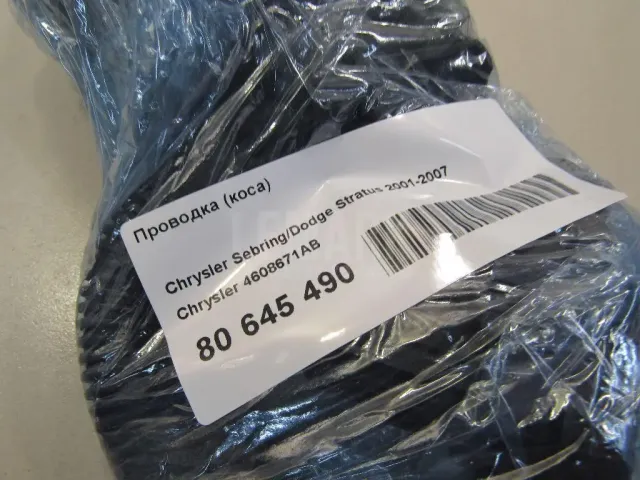 Проводка (коса)
Chrysler Sebring/Dodge Stratus 2001-2007
Chrysler 4608671AB
80 645 490